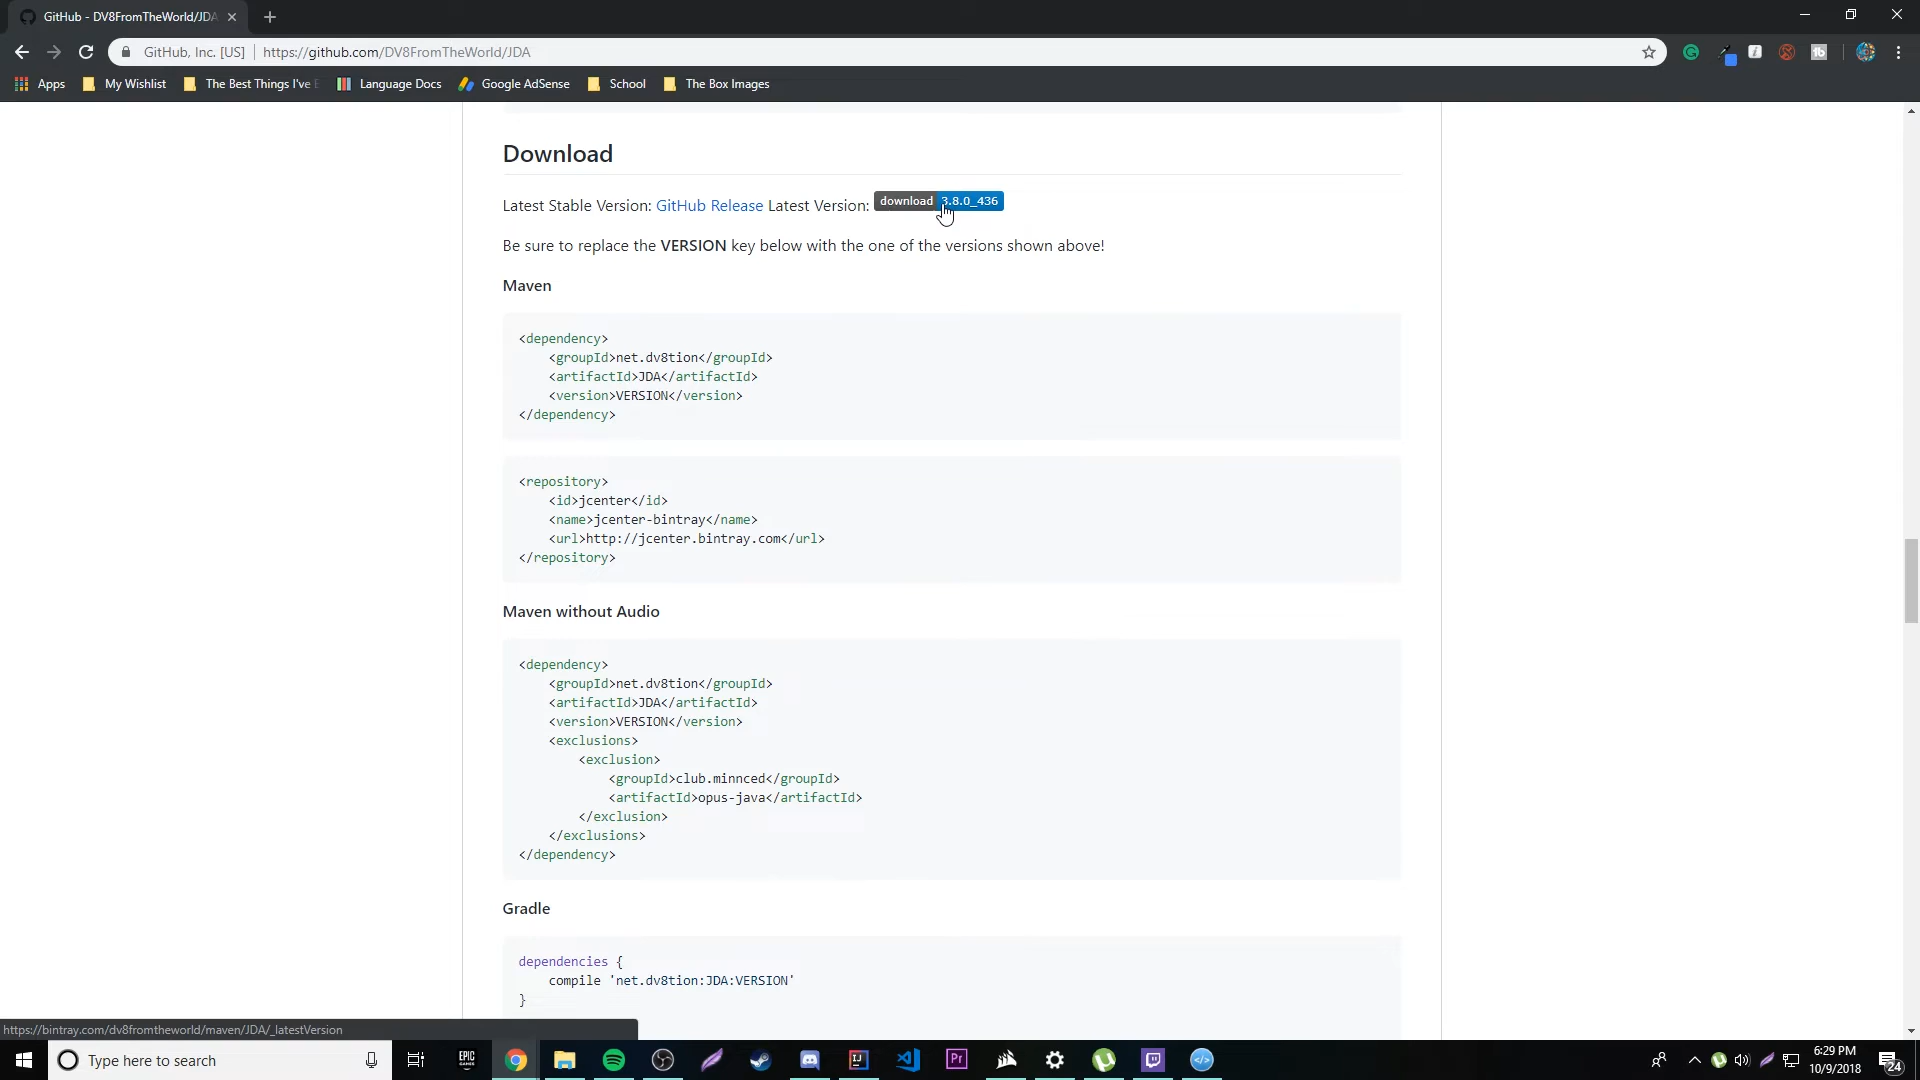 GitHub - DV8FromTheWorld/JDA
GitHub, Inc. [US] | https://github.com/DV8FromTheWorld/JDA
Apps My Wishlist The Best Things I've Language Docs Google AdSense School The Box Images
Download
Latest Stable Version: GitHub Release Latest Version: download 3.8.0_436
Be sure to replace the VERSION key below with the one of the versions shown above!
Maven
<dependency>
    <groupId>net.dv8tion</groupId>
    <artifactId>JDA</artifactId>
    <version>VERSION</version>
</dependency>
<repository>
    <id>jcenter</id>
    <name>jcenter-bintray</name>
    <url>http://jcenter.bintray.com</url>
</repository>
Maven without Audio
<dependency>
    <groupId>net.dv8tion</groupId>
    <artifactId>JDA</artifactId>
    <version>VERSION</version>
    <exclusions>
        <exclusion>
            <groupId>club.minnced</groupId>
            <artifactId>opus-java</artifactId>
        </exclusion>
    </exclusions>
</dependency>
Gradle
dependencies {
    compile 'net.dv8tion:JDA:VERSION'
}
https://bintray.com/dv8fromtheworld/maven/JDA/_latestVersion
Type here to search
EPIC GAMES
IJ
Pr
6:29 PM
10/9/2018
24